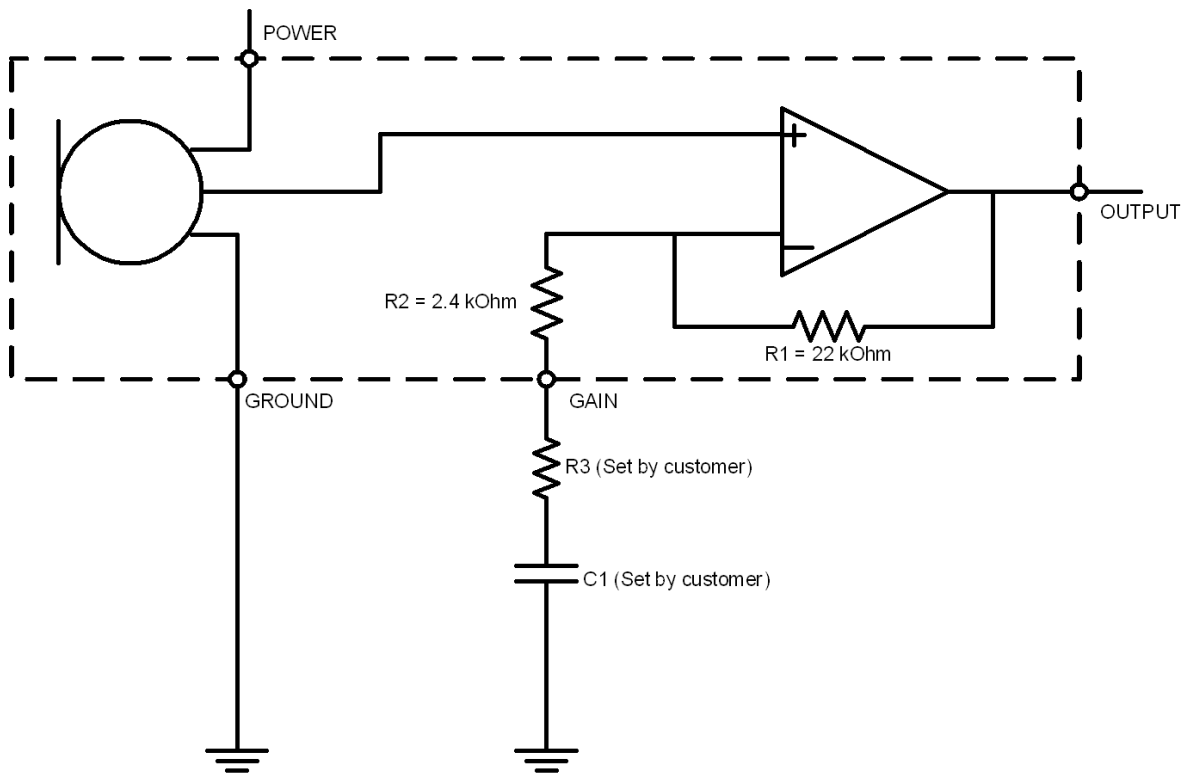 POWER
+
OUTPUT
R2 = 2.4 kOhm
R1 = 22 kOhm
GROUND
GAIN
R3 (Set by customer)
C1 (Set by customer)